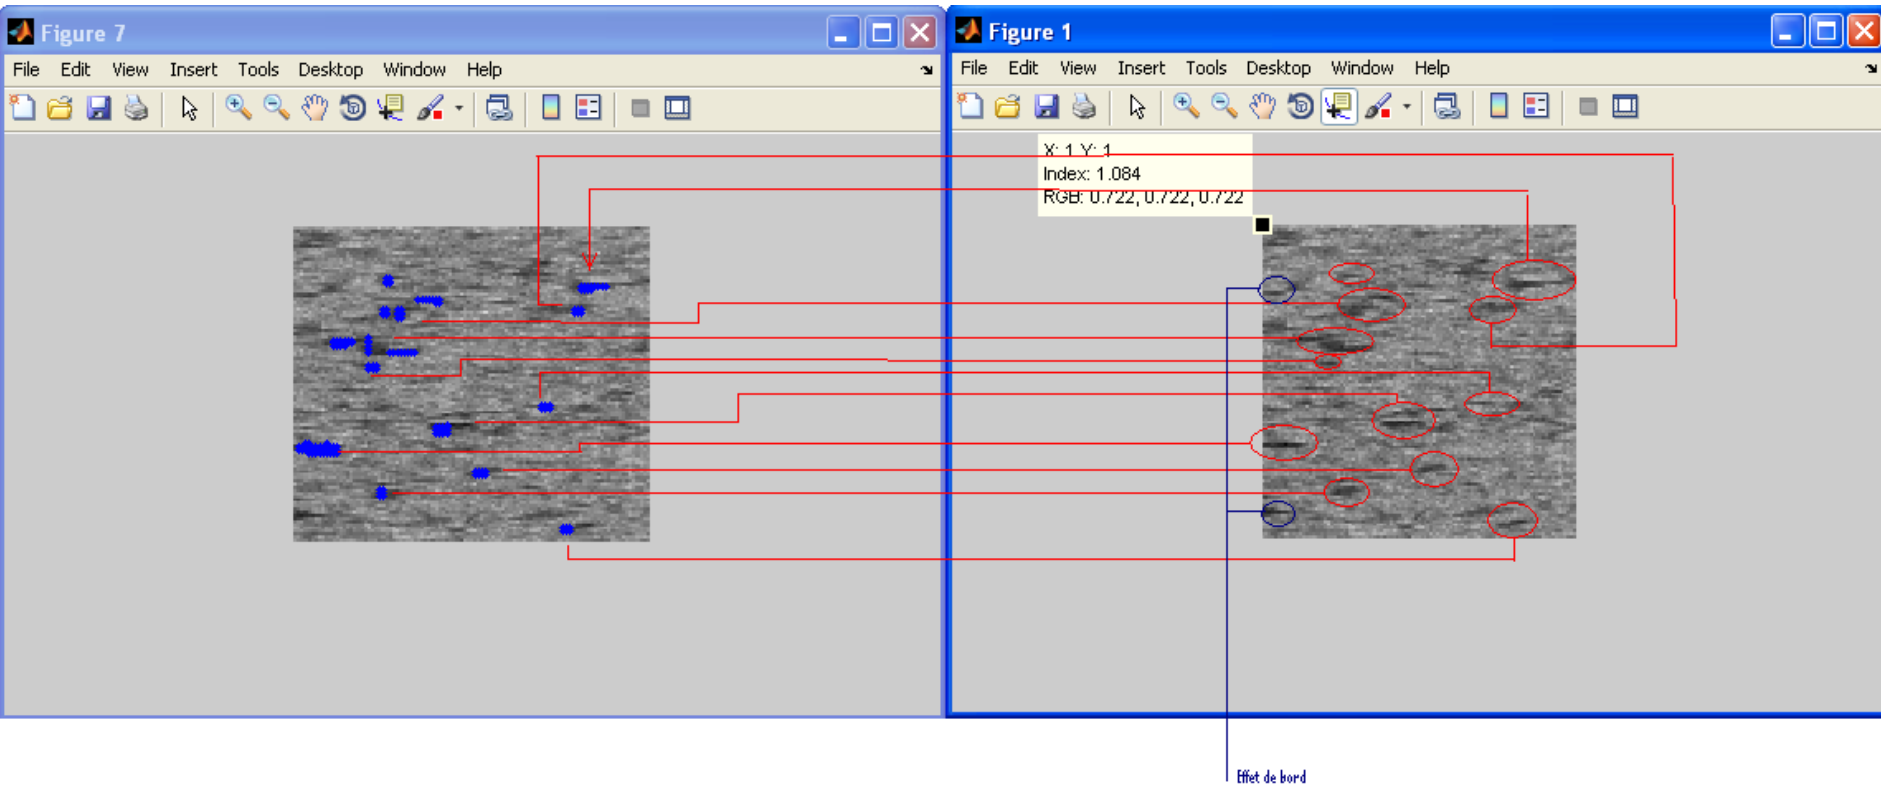 Figure 7
File Edit View Insert Tools Desktop Window Help
Figure 1
File Edit View Insert Tools Desktop Window Help
X: 1 Y: 1
Index: 1.084
RGB: 0.722, 0.722, 0.722
Effet de bord